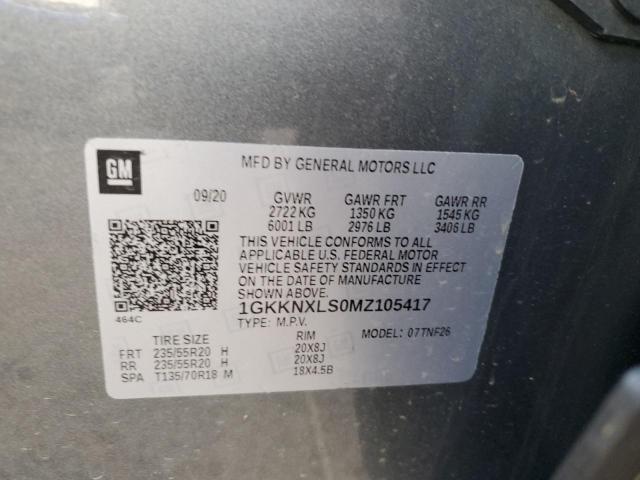 GM
MFD BY GENERAL MOTORS LLC
09/20 GVWR GAWR FRT GAWR RR
2722 KG 1350 KG 1545 KG
6001 LB 2976 LB 3406 LB
THIS VEHICLE CONFORMS TO ALL
APPLICABLE U.S. FEDERAL MOTOR
VEHICLE SAFETY STANDARDS IN EFFECT
ON THE DATE OF MANUFACTURE
SHOWN ABOVE.
464C
1GKKNXLS0MZ105417
TYPE: M.P.V. MODEL: 07TNF26
TIRE SIZE RIM
FRT 235/55R20 H 20X8J
RR 235/55R20 H 20X8J
SPA T135/70R18 M 18X4.5B